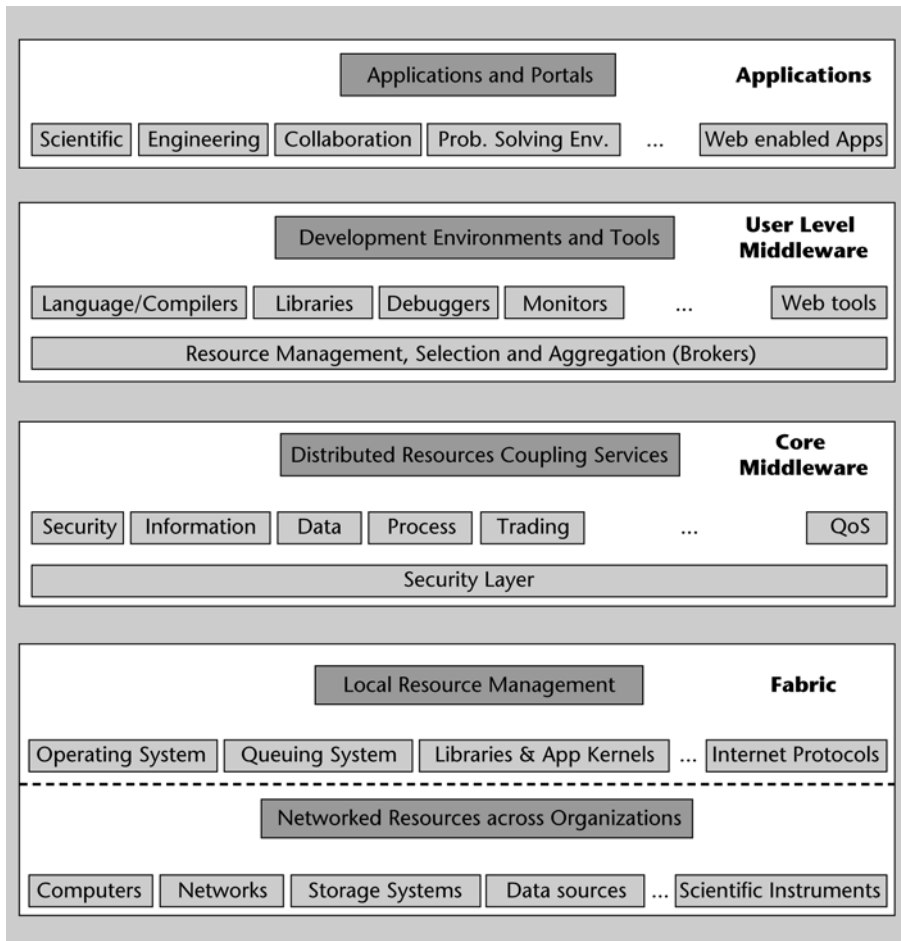 Applications and Portals
Applications
Scientific
Engineering
Collaboration
Prob. Solving Env.
...
Web enabled Apps
Development Environments and Tools
User Level
Middleware
Language/Compilers
Libraries
Debuggers
Monitors
...
Web tools
Resource Management, Selection and Aggregation (Brokers)
Distributed Resources Coupling Services
Core
Middleware
Security
Information
Data
Process
Trading
...
QoS
Security Layer
Local Resource Management
Fabric
Operating System
Queuing System
Libraries & App Kernels
...
Internet Protocols
Networked Resources across Organizations
Computers
Networks
Storage Systems
Data sources
...
Scientific Instruments